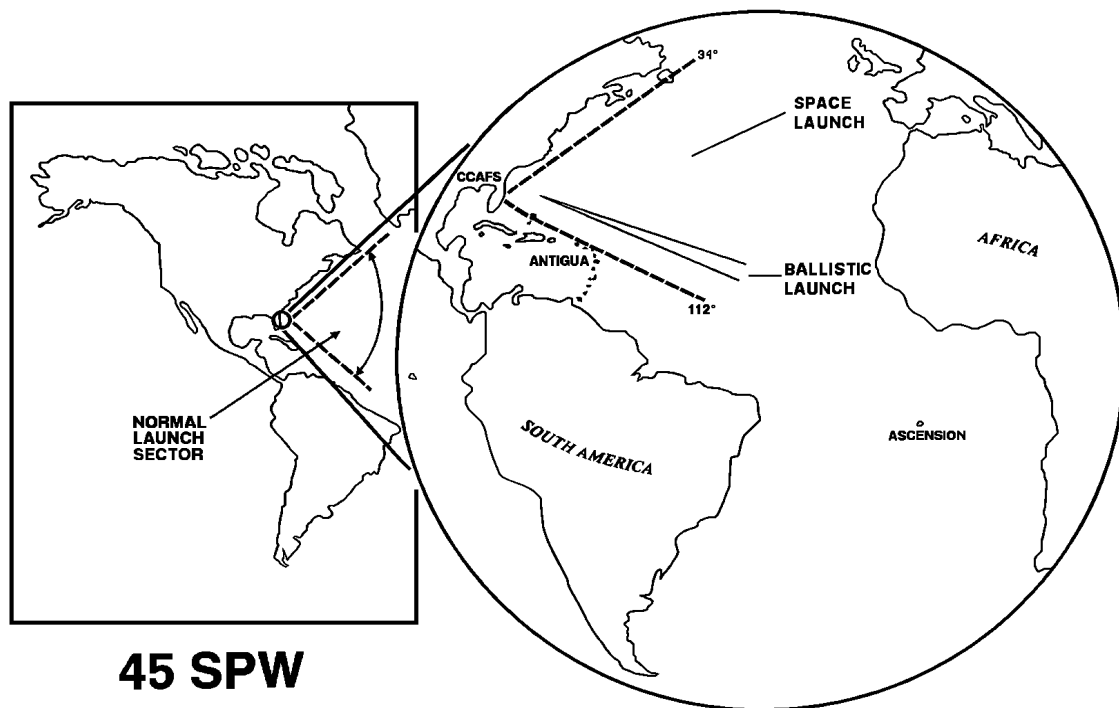 34°
SPACE
LAUNCH
CCAFS
AFRICA
ANTIGUA
BALLISTIC
LAUNCH
112°
NORMAL
LAUNCH
SECTOR
SOUTH AMERICA
ASCENSION
45 SPW